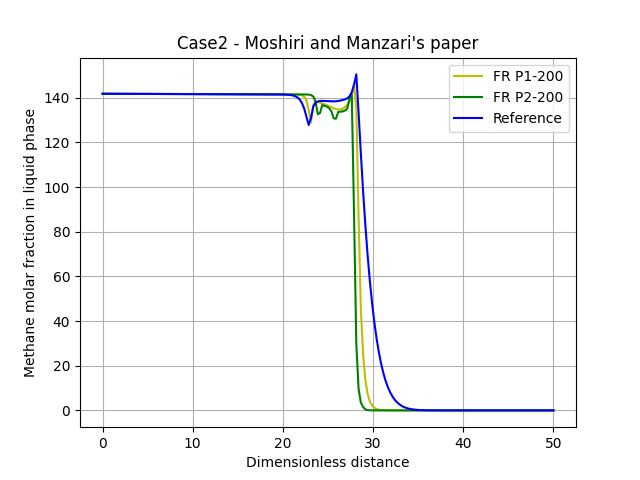 Case2 - Moshiri and Manzari's paper
FR P1-200
FR P2-200
Reference
Methane molar fraction in liquid phase
140
120
100
80
60
40
20
0
0 10 20 30 40 50
Dimensionless distance